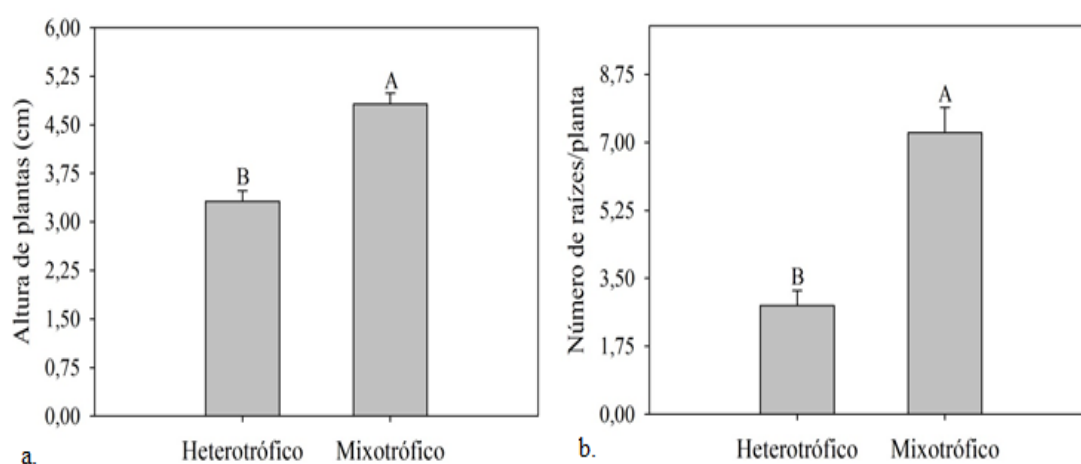 Altura de plantas (cm)
6,00
5,25
4,50
3,75
3,00
2,25
1,50
0,75
0,00
B
A
Heterotrófico
Mixotrófico
a.
Número de raízes/planta
8,75
7,00
5,25
3,50
1,75
0,00
B
A
Heterotrófico
Mixotrófico
b.